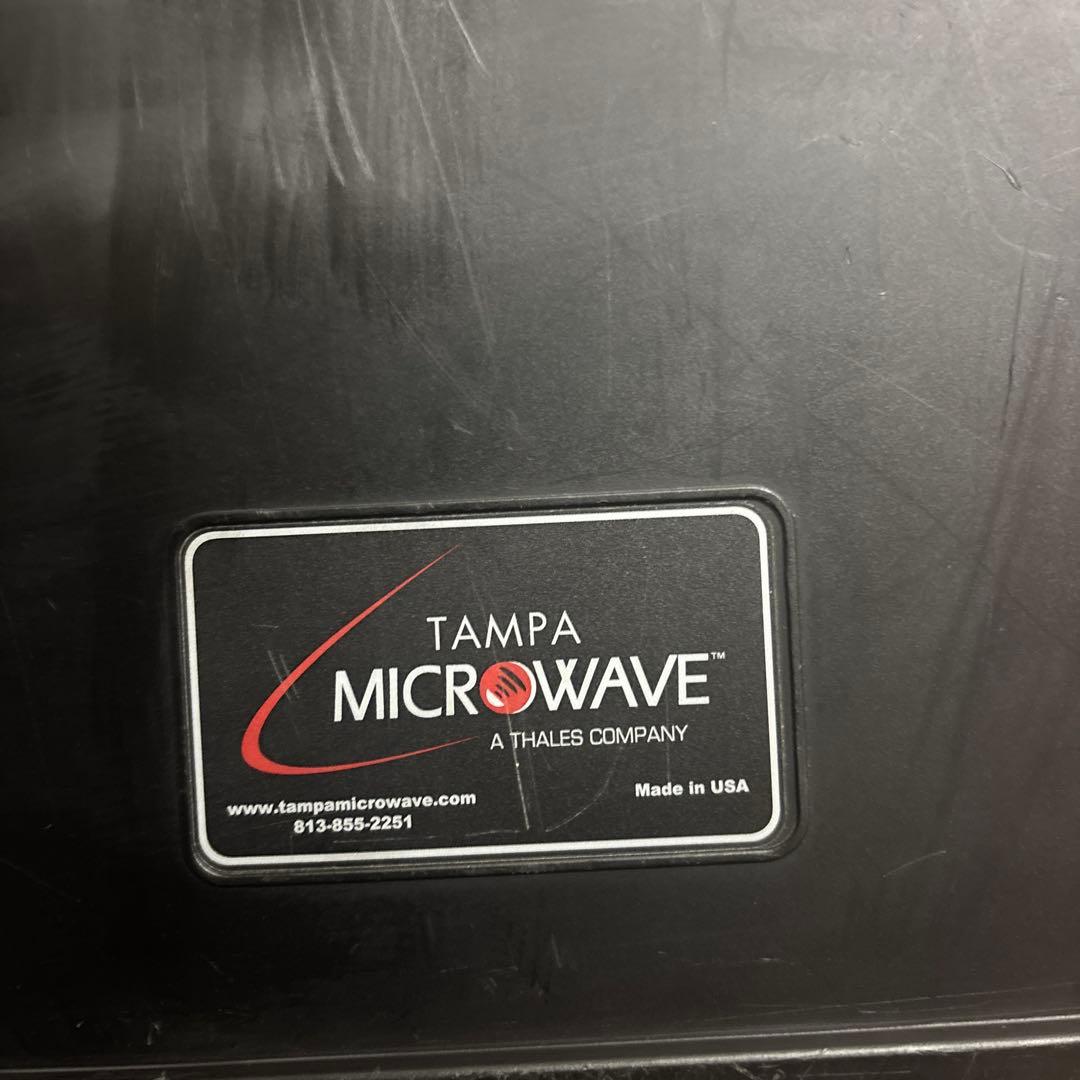 TAMPA
MICROWAVE™
A THALES COMPANY
www.tampamicrowave.com
813-855-2251
Made in USA